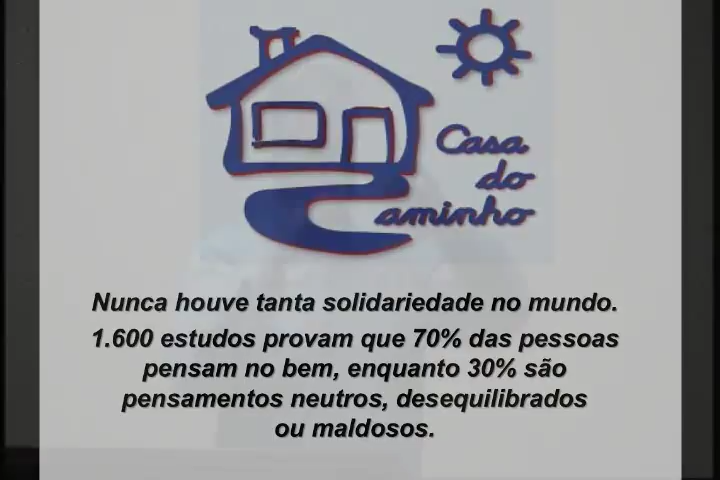 Casa
do
aminho
Nunca houve tanta solidariedade no mundo.
1.600 estudos provam que 70% das pessoas
pensam no bem, enquanto 30% são
pensamentos neutros, desequilibrados
ou maldosos.